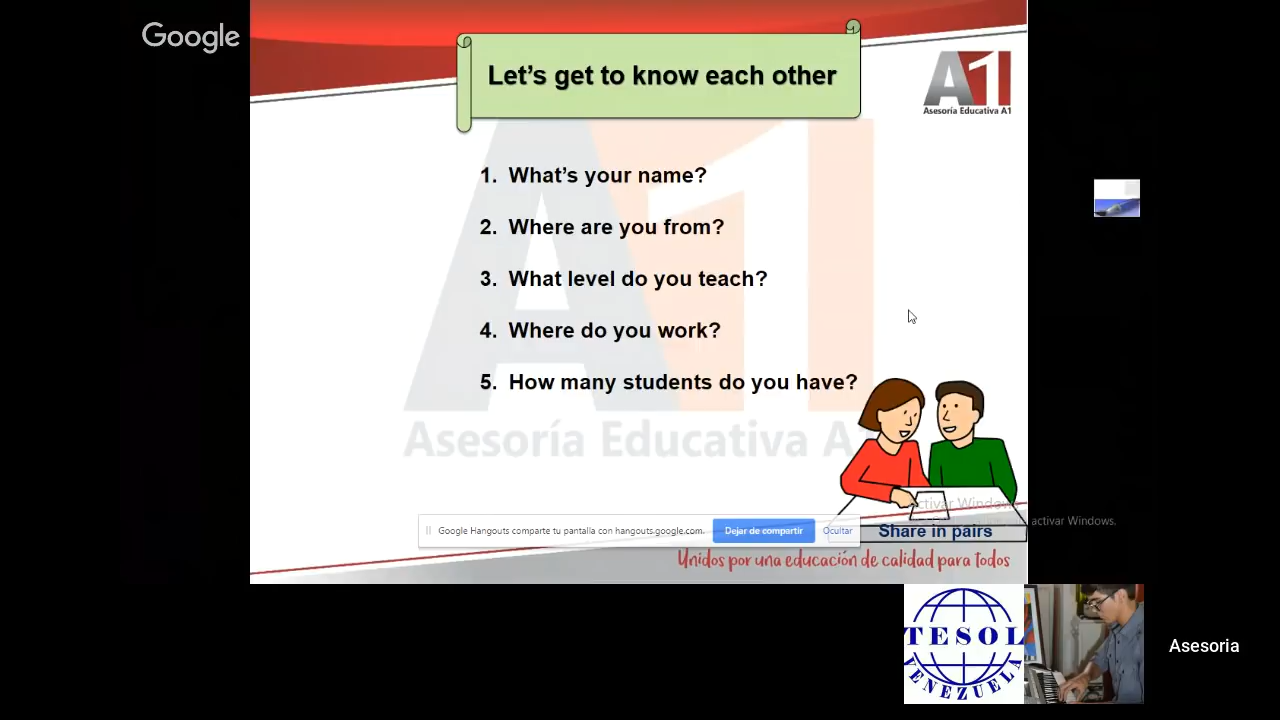 Google
Let's get to know each other
A1
Asesoría Educativa A1
1. What's your name?
2. Where are you from?
3. What level do you teach?
4. Where do you work?
5. How many students do you have?
Asesoría Educativa A1
Activar Windows
activar Windows.
Google Hangouts comparte tu pantalla con hangouts.google.com.
Dejar de compartir
Ocultar
Share in pairs
Unidos por una educación de calidad para todos
TESOL
VENEZUELA
Asesoria